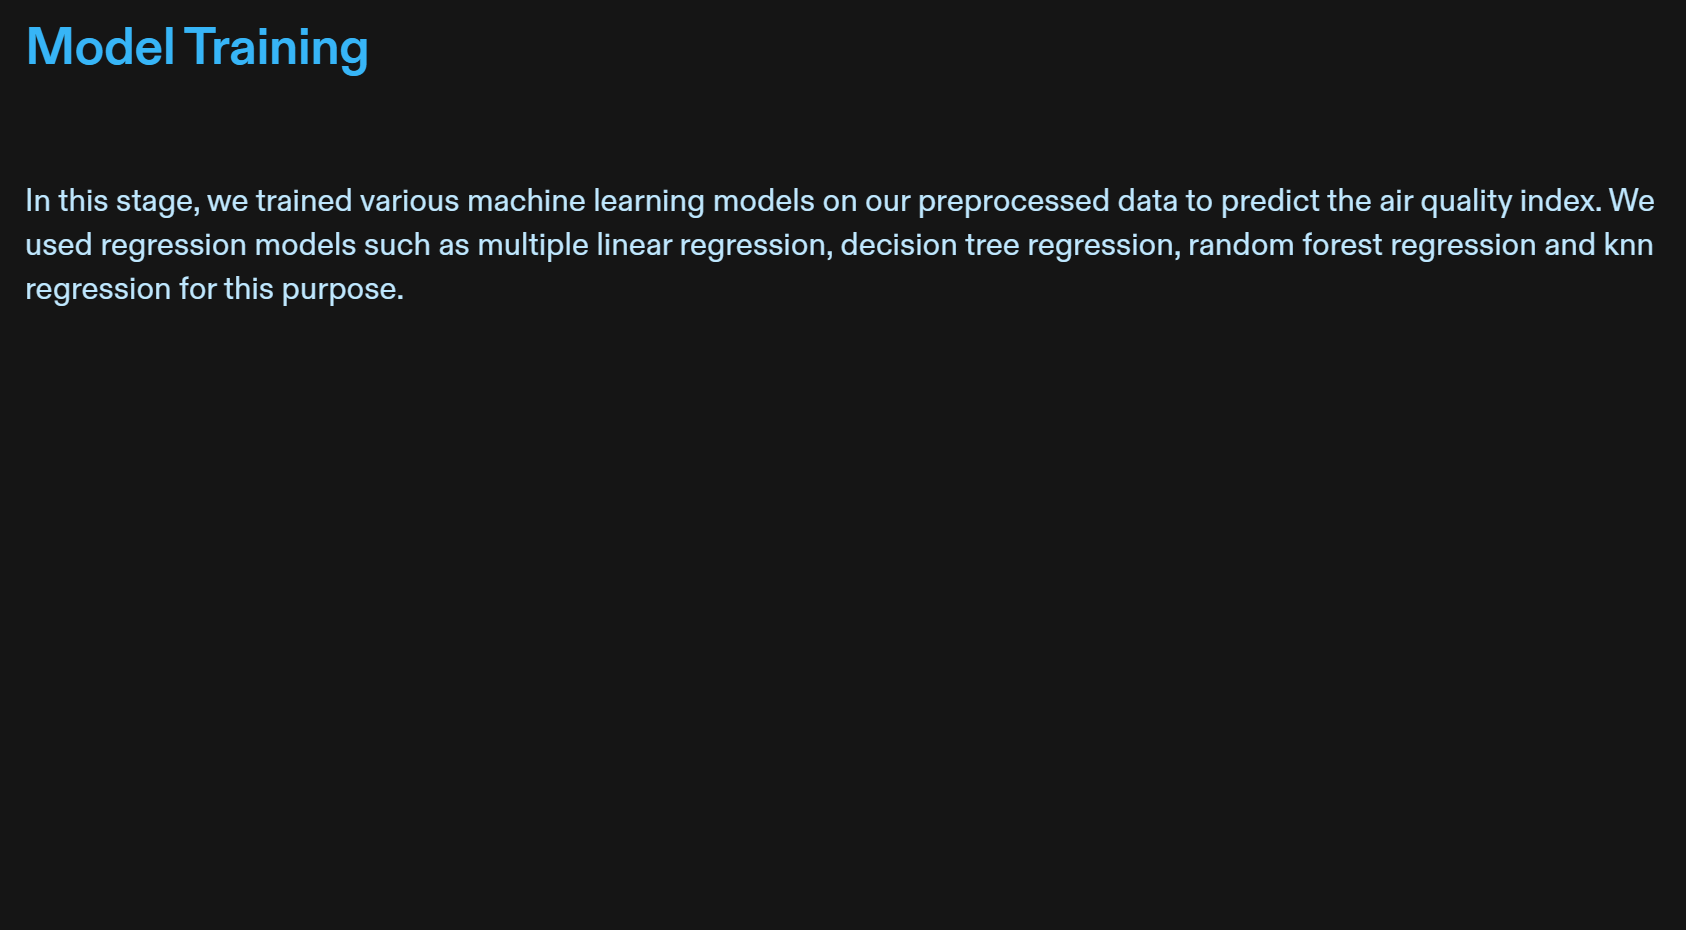 Model Training
In this stage, we trained various machine learning models on our preprocessed data to predict the air quality index. We
used regression models such as multiple linear regression, decision tree regression, random forest regression and knn
regression for this purpose.